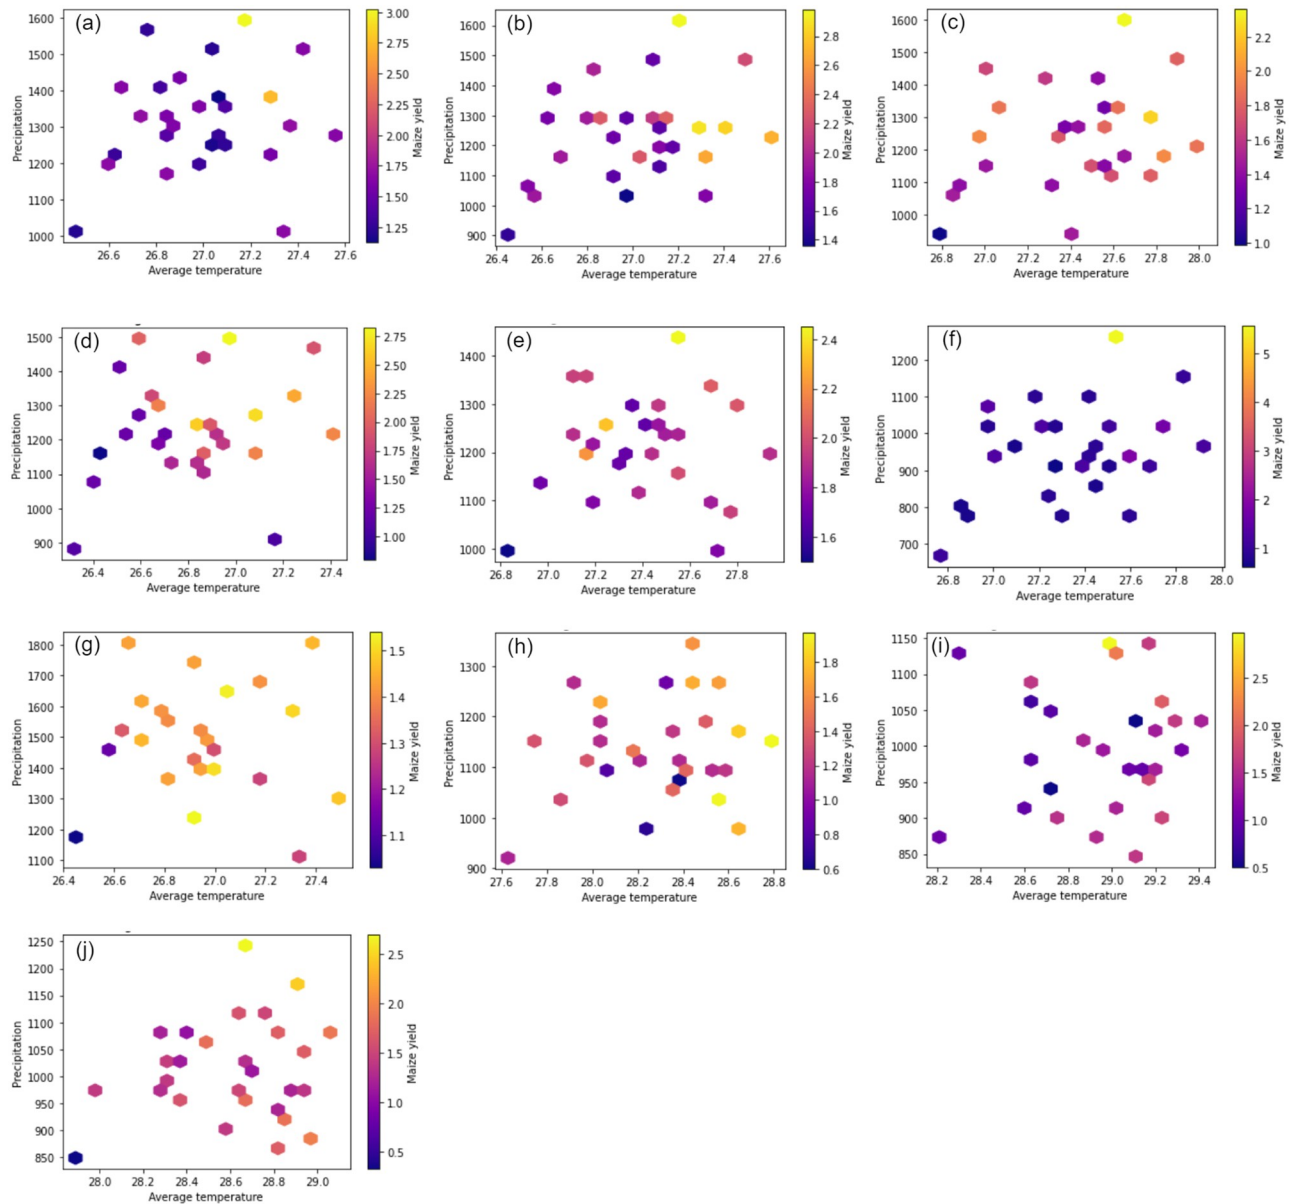 (a)
1600
1500
1400
1300
1200
1100
1000
Precipitation
26.6 26.8 27.0 27.2 27.4 27.6
Average temperature
3.00
2.75
2.50
2.25
2.00
1.75
1.50
1.25
Maize yield
(b)
1600
1500
1400
1300
1200
1100
1000
900
Precipitation
26.4 26.6 26.8 27.0 27.2 27.4 27.6
Average temperature
2.8
2.6
2.4
2.2
2.0
1.8
1.6
1.4
Maize yield
(c)
1600
1500
1400
1300
1200
1100
1000
Precipitation
26.8 27.0 27.2 27.4 27.6 27.8 28.0
Average temperature
2.2
2.0
1.8
1.6
1.4
1.2
1.0
Maize yield
(d)
1500
1400
1300
1200
1100
1000
900
Precipitation
26.4 26.6 26.8 27.0 27.2 27.4
Average temperature
2.75
2.50
2.25
2.00
1.75
1.50
1.25
1.00
Maize yield
(e)
1400
1300
1200
1100
1000
Precipitation
26.8 27.0 27.2 27.4 27.6 27.8
Average temperature
2.4
2.2
2.0
1.8
1.6
Maize yield
(f)
1200
1100
1000
900
800
700
Precipitation
26.8 27.0 27.2 27.4 27.6 27.8 28.0
Average temperature
5
4
3
2
1
Maize yield
(g)
1800
1700
1600
1500
1400
1300
1200
1100
Precipitation
26.4 26.6 26.8 27.0 27.2 27.4
Average temperature
1.5
1.4
1.3
1.2
1.1
Maize yield
(h)
1300
1200
1100
1000
900
Precipitation
27.6 27.8 28.0 28.2 28.4 28.6 28.8
Average temperature
1.8
1.6
1.4
1.2
1.0
0.8
0.6
Maize yield
(i)
1150
1100
1050
1000
950
900
850
Precipitation
28.2 28.4 28.6 28.8 29.0 29.2 29.4
Average temperature
2.5
2.0
1.5
1.0
0.5
Maize yield
(j)
1250
1200
1150
1100
1050
1000
950
900
850
Precipitation
28.0 28.2 28.4 28.6 28.8 29.0
Average temperature
2.5
2.0
1.5
1.0
0.5
Maize yield